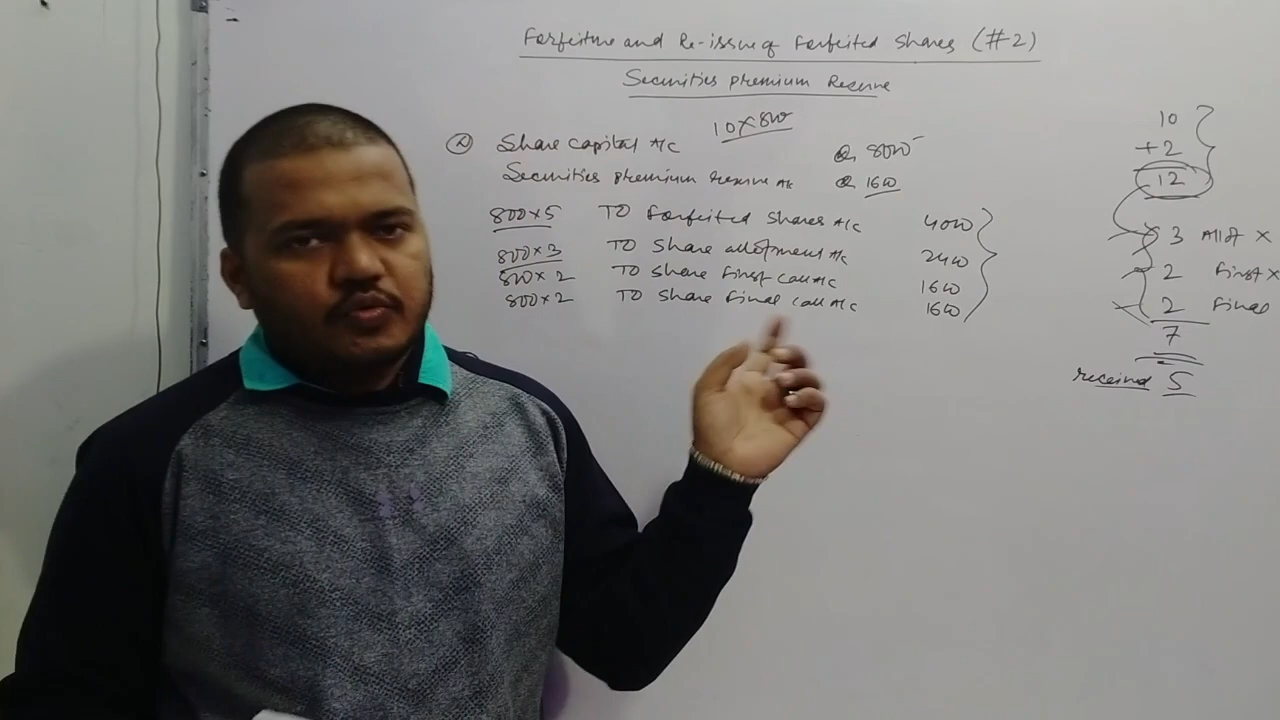 Forfeiture and Re-issue of Forfeited Shares (#2)
Securities Premium Reserve
10 × 800
② Share Capital A/c 8000
Securities premium Reserve A/c 1600
800×5 TO Forfeited Shares A/c 4000
800×3 TO Share allotment A/c 2400
800×2 TO Share First Call A/c 1600
800×2 TO Share Final Call A/c 1600
10
+2
12
3 Allot X
2 First X
2 Final
7
received 5